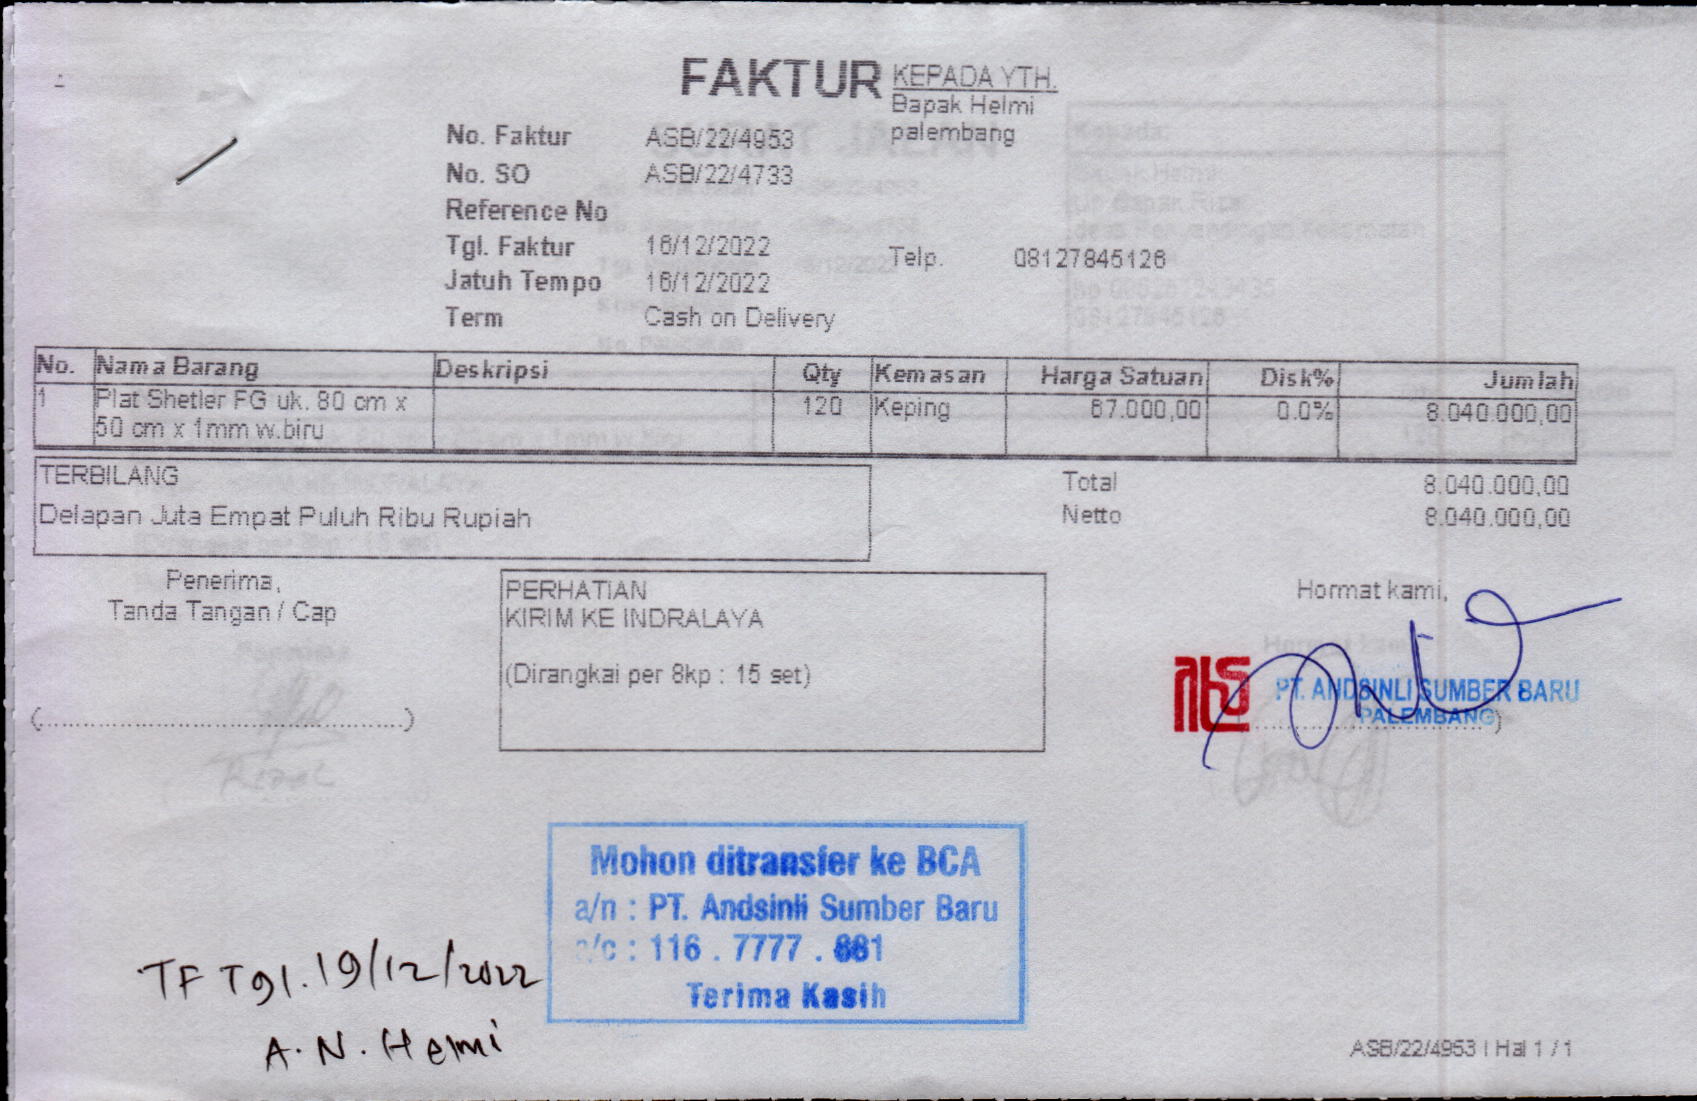 FAKTUR
KEPADA YTH.
Bapak Helmi
palembang
No. Faktur ASB/22/4953
No. SO ASB/22/4733
Reference No
Tgl. Faktur 16/12/2022
Telp. 08127845126
Jatuh Tempo 16/12/2022
Term Cash on Delivery
No. Nama Barang Deskripsi Qty Kemasan Harga Satuan Disk% Jumlah
1 Plat Shetler FG uk. 80 cm x 120 Keping 67.000,00 0.0% 8.040.000,00
50 cm x 1mm w.biru
TERBILANG
Delapan Juta Empat Puluh Ribu Rupiah
Total 8.040.000,00
Netto 8.040.000,00
Penerima,
Tanda Tangan / Cap
(..........................................................)
PERHATIAN
KIRIM KE INDRALAYA
(Dirangkai per 8kp : 15 set)
Hormat kami,
PT. ANDSINLI SUMBER BARU
PALEMBANG
Mohon ditransfer ke BCA
a/n : PT. Andsinli Sumber Baru
a/c : 116 . 7777 . 881
Terima Kasih
TF Tgl. 19/12/2022
A.N. Helmi
ASB/22/4953 | Hal 1 / 1